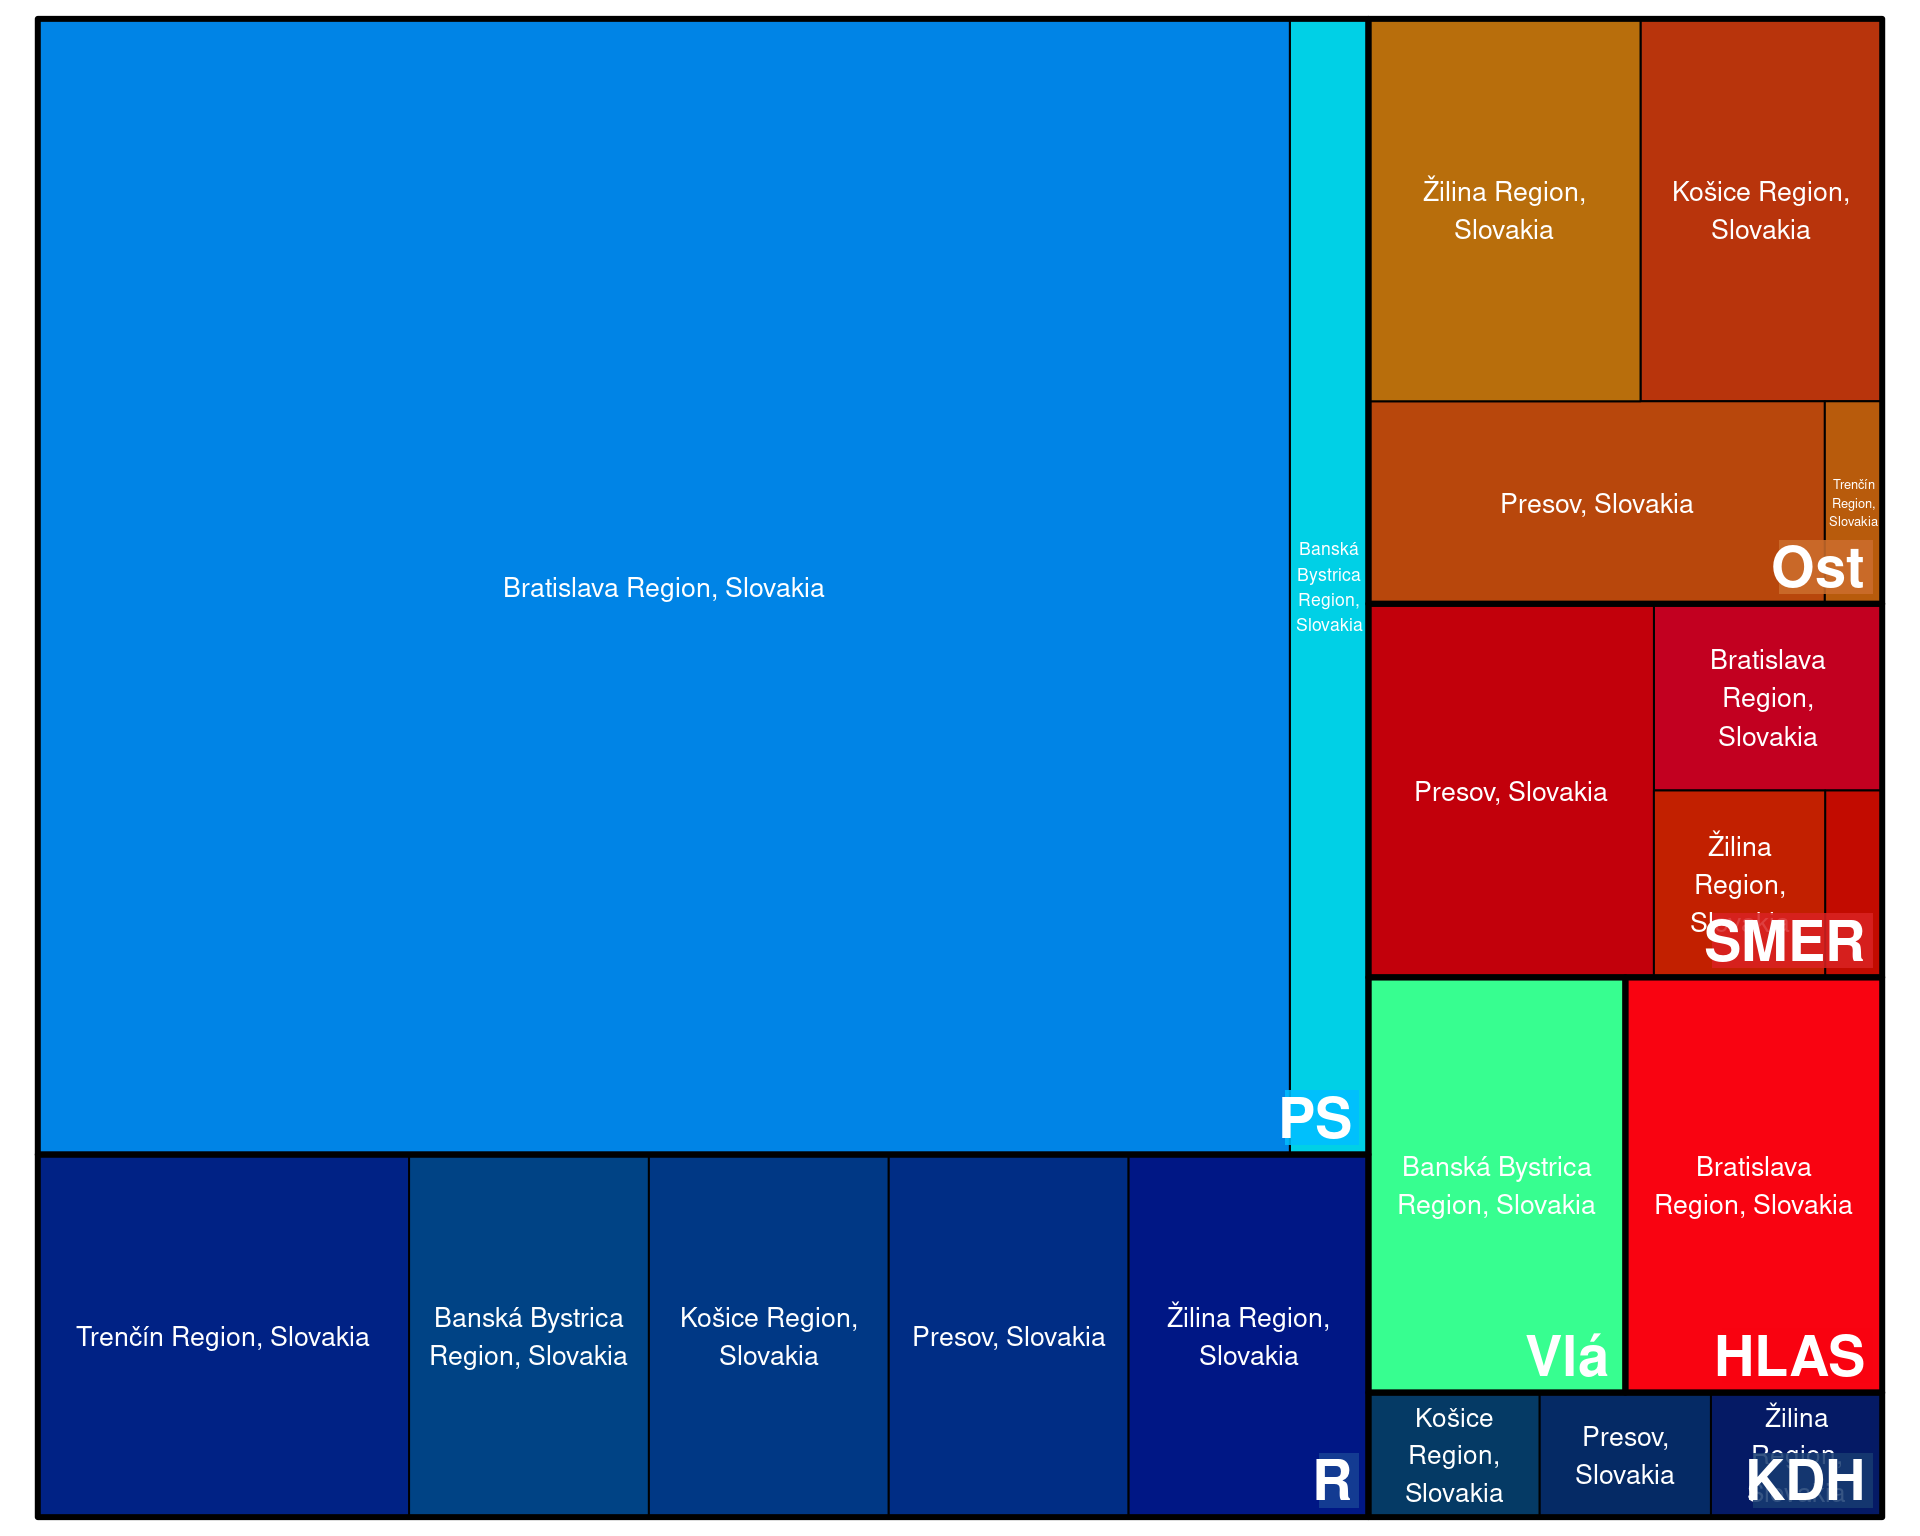 Bratislava Region, Slovakia
Banská
Bystrica
Region,
Slovakia
PS
Žilina Region,
Slovakia
Košice Region,
Slovakia
Presov, Slovakia
Trenčín
Region,
Slovakia
Ost
Presov, Slovakia
Bratislava
Region,
Slovakia
Žilina
Region,
Slovakia
SMER
Banská Bystrica
Region, Slovakia
Vlá
Bratislava
Region, Slovakia
HLAS
Trenčín Region, Slovakia
Banská Bystrica
Region, Slovakia
Košice Region,
Slovakia
Presov, Slovakia
Žilina Region,
Slovakia
R
Košice
Region,
Slovakia
Presov,
Slovakia
Žilina
Region,
Slovakia
KDH